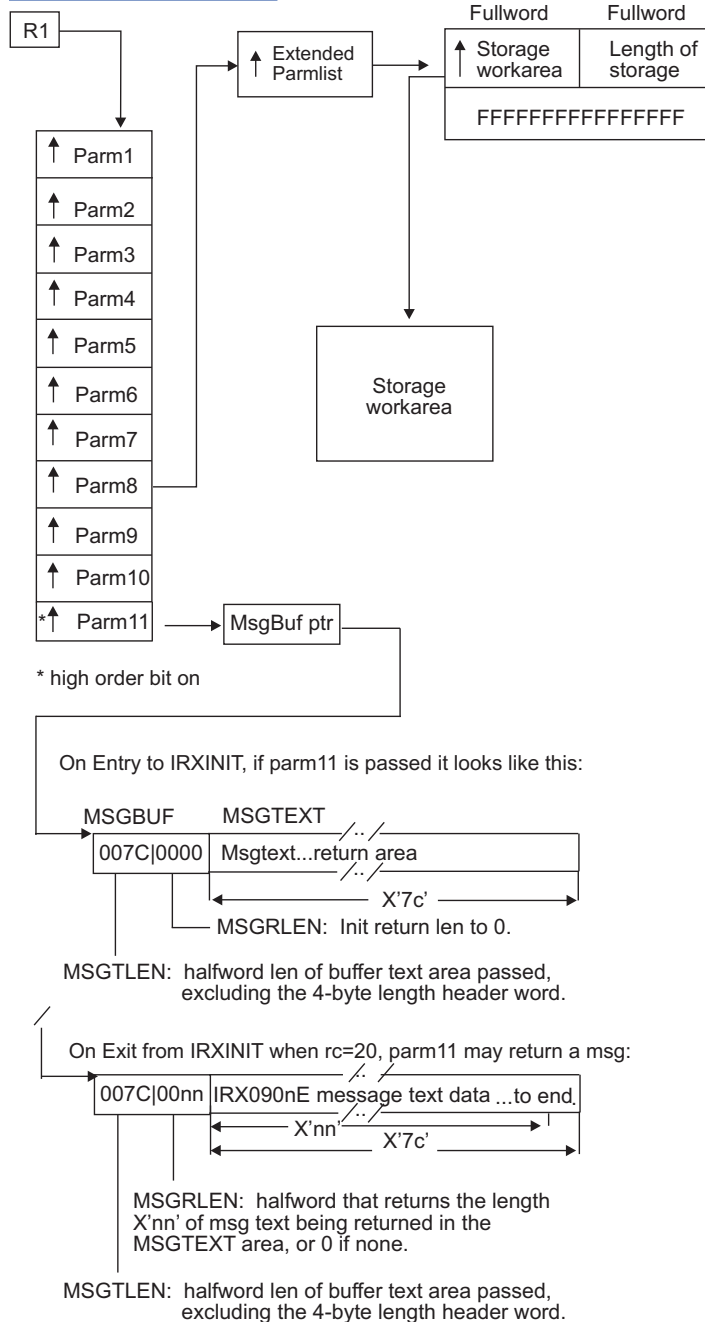 R1
Fullword Fullword
Extended
Parmlist
Storage
workarea
Length of
storage
FFFFFFFFFFFFFFFF
Parm1
Parm2
Parm3
Parm4
Parm5
Parm6
Parm7
Parm8
Parm9
Parm10
* Parm11
Storage
workarea
MsgBuf ptr
* high order bit on
On Entry to IRXINIT, if parm11 is passed it looks like this:
MSGBUF MSGTEXT
007C|0000 Msgtext...return area
X'7c'
MSGRLEN: Init return len to 0.
MSGTLEN: halfword len of buffer text area passed,
excluding the 4-byte length header word.
On Exit from IRXINIT when rc=20, parm11 may return a msg:
007C|00nn IRX090nE message text data ...to end.
X'nn'
X'7c'
MSGRLEN: halfword that returns the length
X'nn' of msg text being returned in the
MSGTEXT area, or 0 if none.
MSGTLEN: halfword len of buffer text area passed,
excluding the 4-byte length header word.